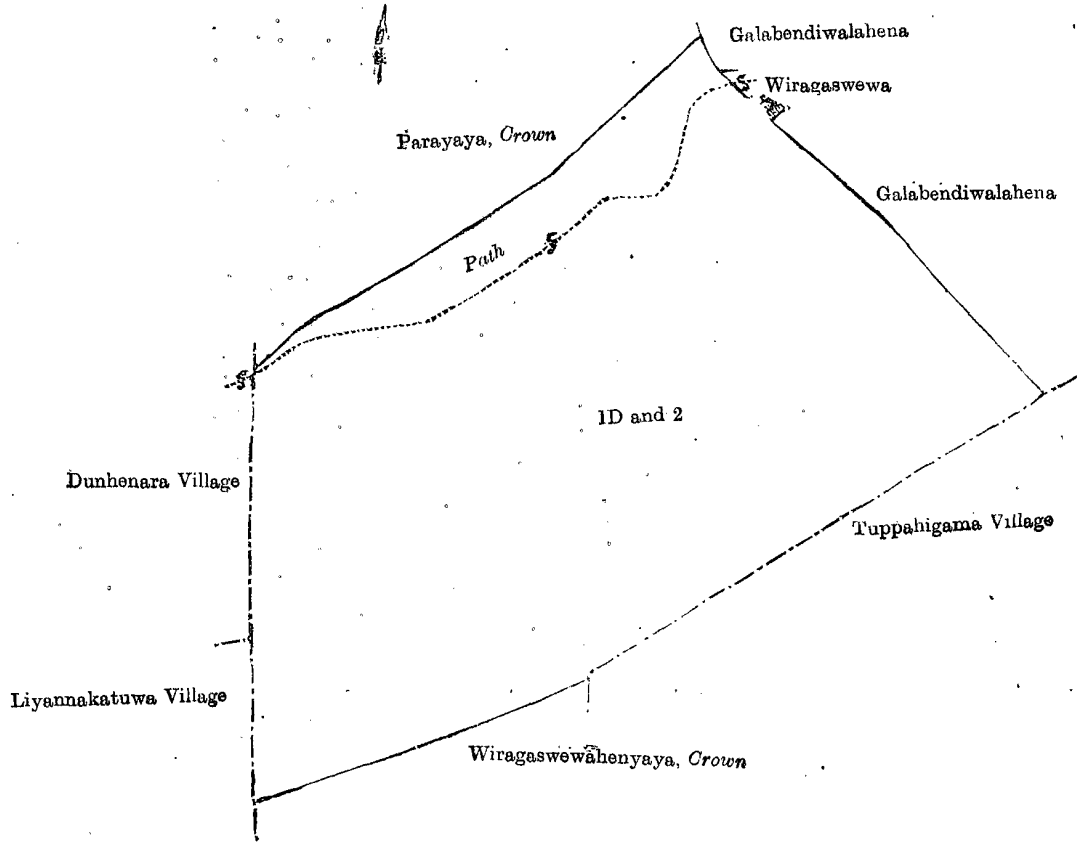 Galabendiwalahena
Wiragaswewa
Parayaya, Crown
Galabendiwalahena
Path
1D and 2
Dunhenara Village
Tuppahigama Village
Liyannakatuwa Village
Wiragaswewahenyaya, Crown